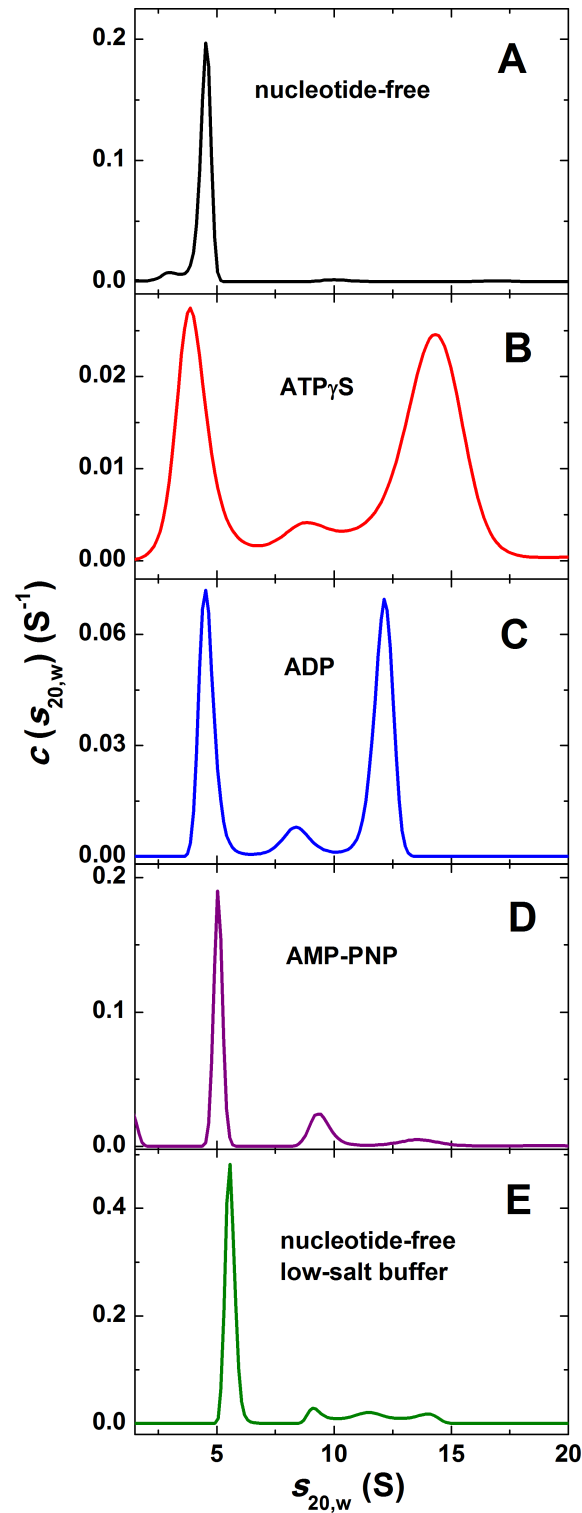 A
nucleotide-free
0.2
0.1
0.0
B
ATPγS
0.02
0.01
0.00
C
ADP
0.06
0.03
0.00
D
AMP-PNP
0.2
0.1
0.0
E
nucleotide-free
low-salt buffer
0.4
0.2
0.0
5 10 15 20
s20,w (S)
c (s20,w) (S-1)